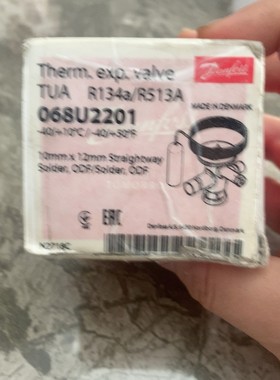 Therm. exp. valve
Danfoss
TUA R134a/R513A
MADE IN DENMARK
068U2201
-40/+10°C / -40/+50°F
10mm x 12mm Straightway
Solder, ODF/Solder, ODF
EAC